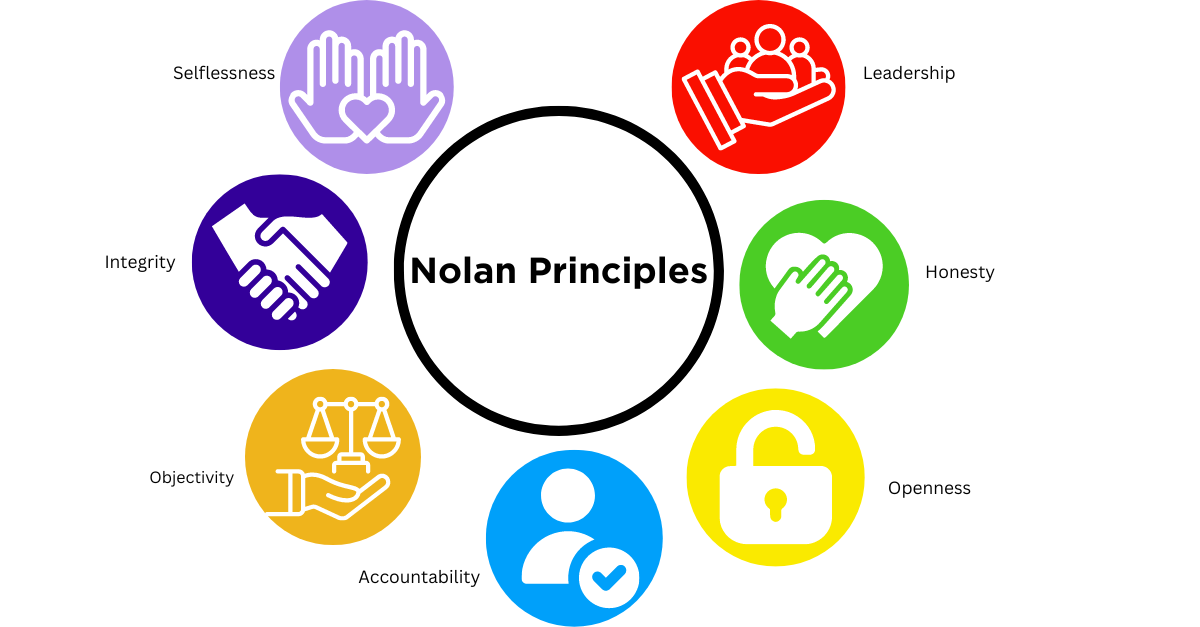 Selflessness
Leadership
Integrity
Nolan Principles
Honesty
Objectivity
Openness
Accountability